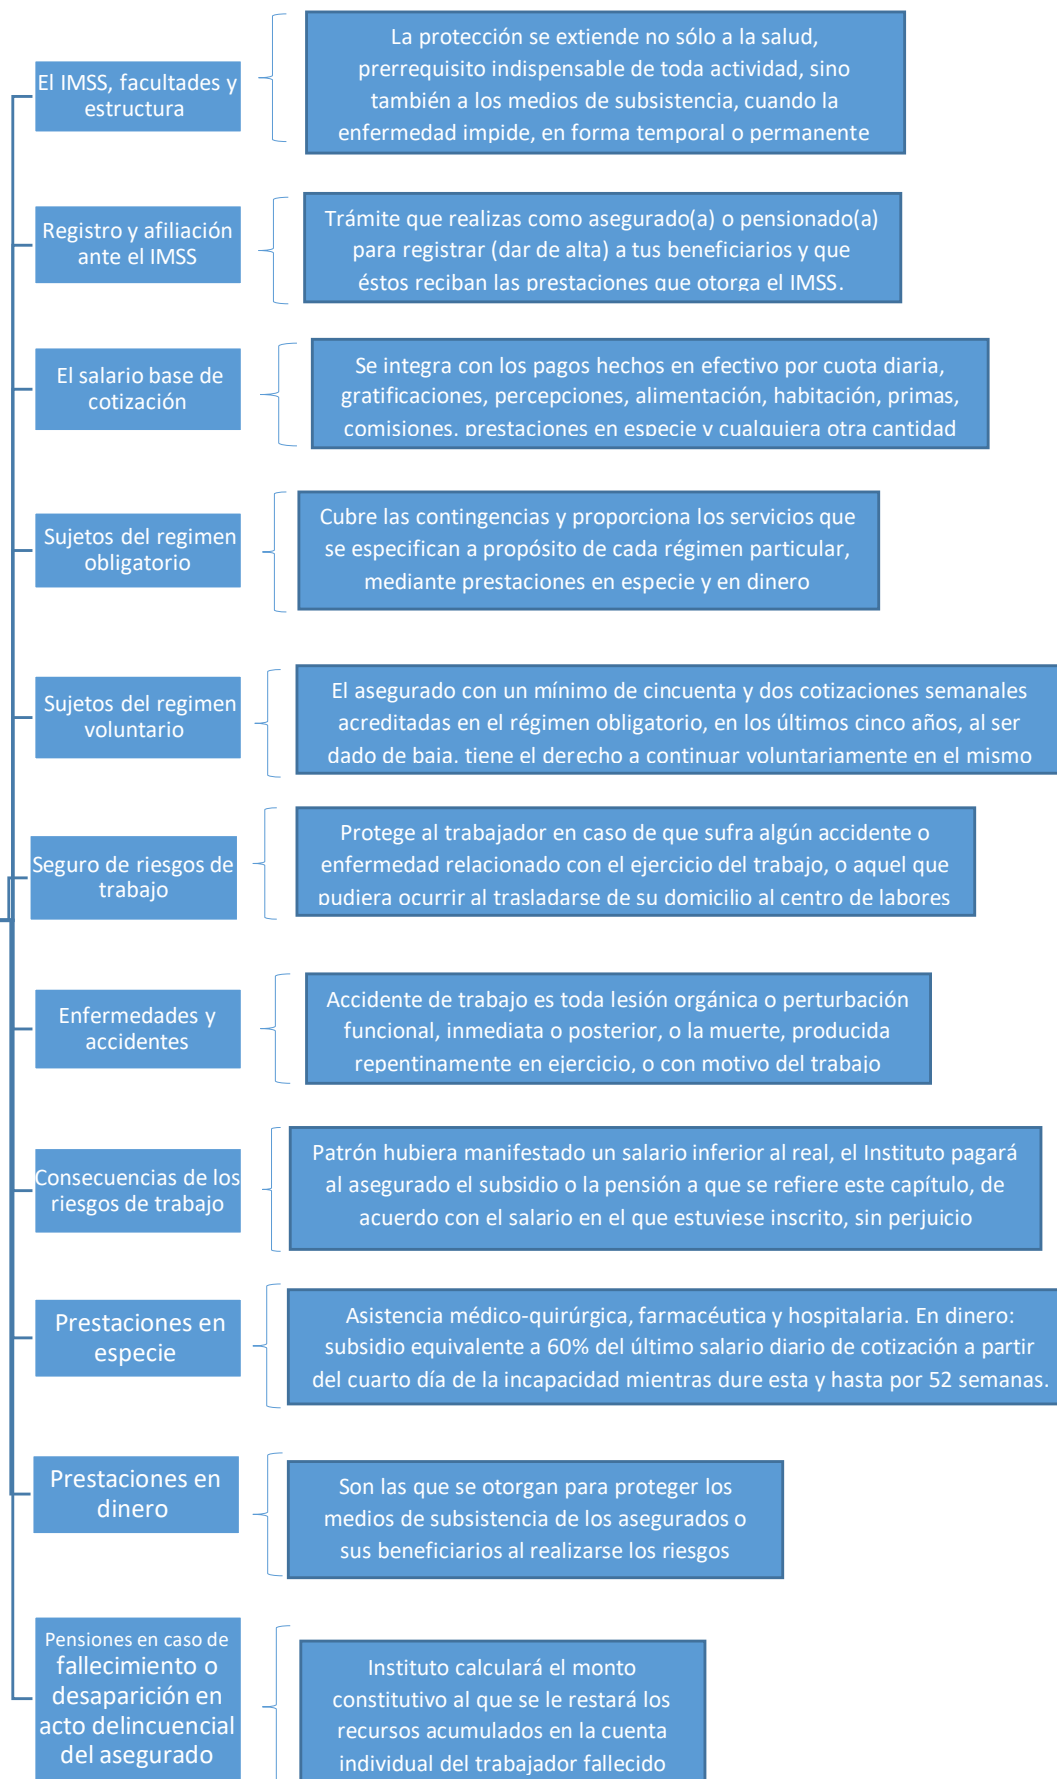 El IMSS, facultades y
estructura
La protección se extiende no sólo a la salud,
prerrequisito indispensable de toda actividad, sino
también a los medios de subsistencia, cuando la
enfermedad impide, en forma temporal o permanente
Registro y afiliación
ante el IMSS
Trámite que realizas como asegurado(a) o pensionado(a)
para registrar (dar de alta) a tus beneficiarios y que
éstos reciban las prestaciones que otorga el IMSS.
El salario base de
cotización
Se integra con los pagos hechos en efectivo por cuota diaria,
gratificaciones, percepciones, alimentación, habitación, primas,
comisiones, prestaciones en especie y cualquiera otra cantidad
Sujetos del regimen
obligatorio
Cubre las contingencias y proporciona los servicios que
se especifican a propósito de cada régimen particular,
mediante prestaciones en especie y en dinero
Sujetos del regimen
voluntario
El asegurado con un mínimo de cincuenta y dos cotizaciones semanales
acreditadas en el régimen obligatorio, en los últimos cinco años, al ser
dado de baja, tiene el derecho a continuar voluntariamente en el mismo
Seguro de riesgos de
trabajo
Protege al trabajador en caso de que sufra algún accidente o
enfermedad relacionado con el ejercicio del trabajo, o aquel que
pudiera ocurrir al trasladarse de su domicilio al centro de labores
Enfermedades y
accidentes
Accidente de trabajo es toda lesión orgánica o perturbación
funcional, inmediata o posterior, o la muerte, producida
repentinamente en ejercicio, o con motivo del trabajo
Consecuencias de los
riesgos de trabajo
Patrón hubiera manifestado un salario inferior al real, el Instituto pagará
al asegurado el subsidio o la pensión a que se refiere este capítulo, de
acuerdo con el salario en el que estuviese inscrito, sin perjuicio
Prestaciones en
especie
Asistencia médico-quirúrgica, farmacéutica y hospitalaria. En dinero:
subsidio equivalente a 60% del último salario diario de cotización a partir
del cuarto día de la incapacidad mientras dure esta y hasta por 52 semanas.
Prestaciones en
dinero
Son las que se otorgan para proteger los
medios de subsistencia de los asegurados o
sus beneficiarios al realizarse los riesgos
Pensiones en caso de
fallecimiento o
desaparición en
acto delincuencial
del asegurado
Instituto calculará el monto
constitutivo al que se le restará los
recursos acumulados en la cuenta
individual del trabajador fallecido